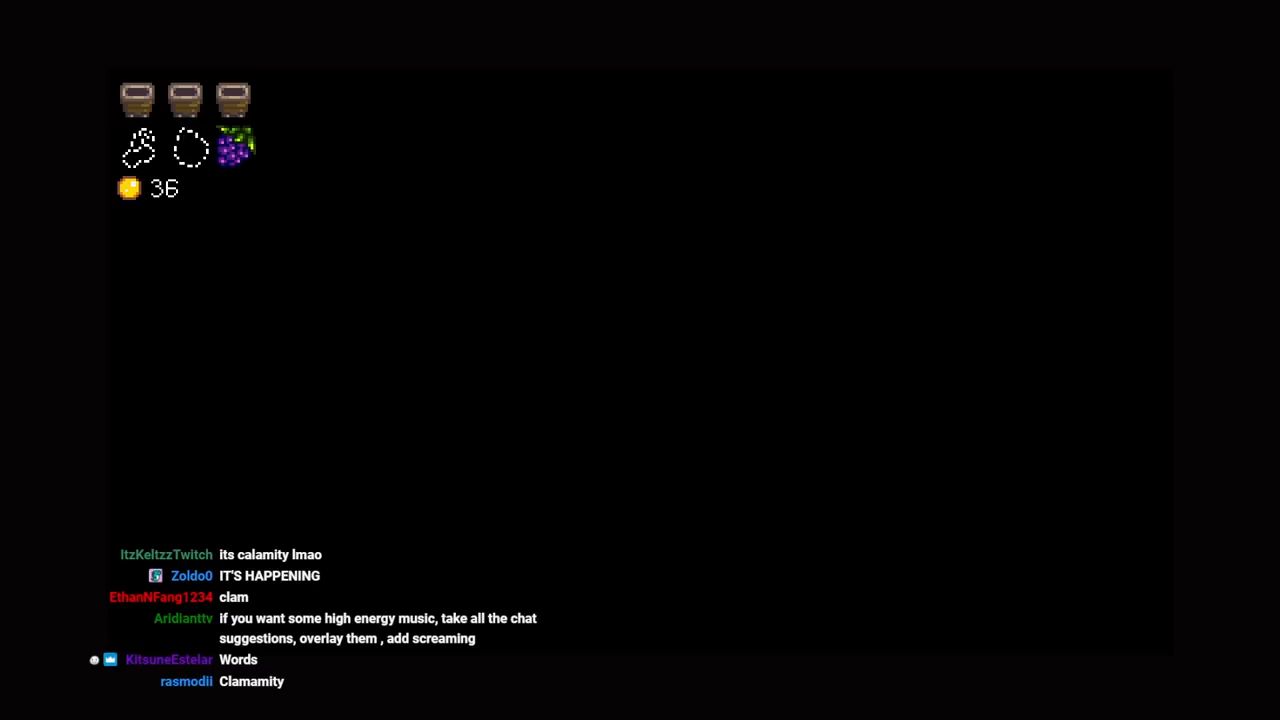 36
ItzKeltzzTwitch its calamity lmao
Zoldo0 IT'S HAPPENING
EthanNFang1234 clam
Aridianttv if you want some high energy music, take all the chat
suggestions, overlay them , add screaming
KitsuneEstelar Words
rasmodii Clamamity